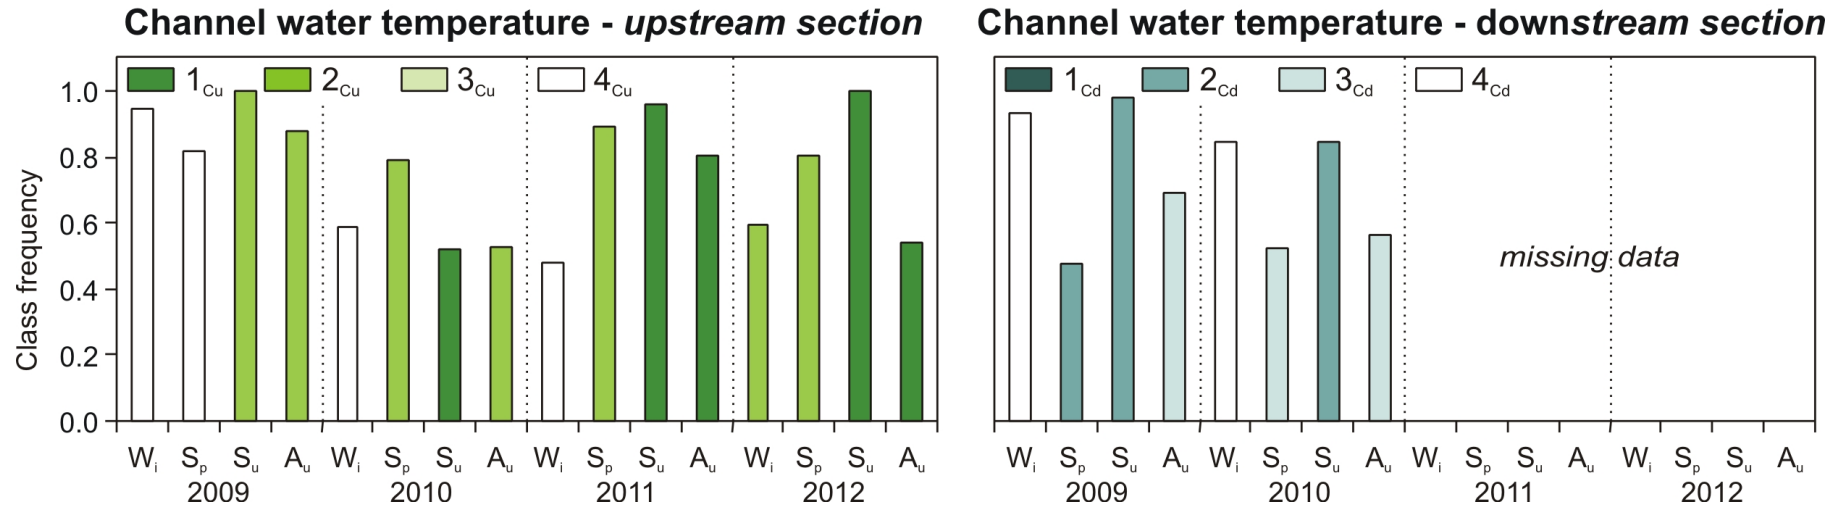 Channel water temperature - upstream section
1Cu 2Cu 3Cu 4Cu
Class frequency
1.0
0.8
0.6
0.4
0.2
0.0
Wi Sp Su Au Wi Sp Su Au Wi Sp Su Au Wi Sp Su Au
2009 2010 2011 2012
Channel water temperature - downstream section
1Cd 2Cd 3Cd 4Cd
missing data
Wi Sp Su Au Wi Sp Su Au Wi Sp Su Au Wi Sp Su Au
2009 2010 2011 2012